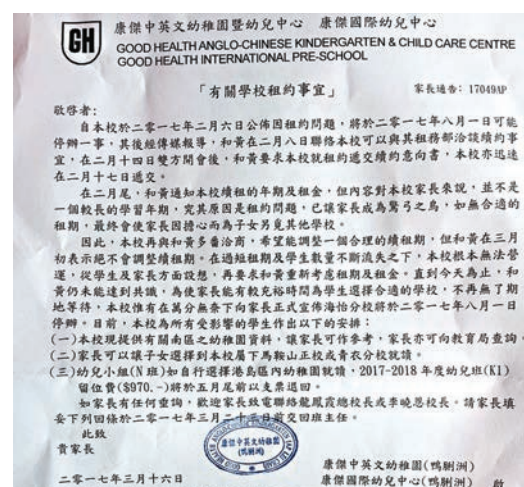 GH
康傑中英文幼稚園暨幼兒中心 康傑國際幼兒中心
GOOD HEALTH ANGLO-CHINESE KINDERGARTEN & CHILD CARE CENTRE
GOOD HEALTH INTERNATIONAL PRE-SCHOOL
「有關學校租約事宜」 家長通告:17049AP
敬啓者:
自本校於二零一七年二月六日公佈因租約問題,將於二零一七年八月一日可能
停辦一事,其後經傳媒報導,和黃在二月八日聯絡本校可以與其租務部洽談續約事
宜,在二月十四日雙方開會後,和黃要求本校就租約遞交續約意向書,本校亦迅速
在二月十七日遞交。
在二月尾,和黃通知本校續租的年期及租金,但內容對本校家長來說,並不是
一個較長的學習年期,究其原因是租約問題,已讓家長成為驚弓之鳥,如無合適的
租期,最終會使家長因擔心而為子女另覓其他學校。
因此,本校再與和黃多番洽商,希望能調整一個合理的續租期,但和黃在三月
初表示絕不會調整續租期。在過短租期及學生數量不斷流失之下,本校根本無法營
運,從學生及家長方面設想,再要求和黃重新考慮租期及租金。直到今天為止,和
黃仍未能達到共識,為使家長能有較充裕時間為學生選擇合適的學校,不再無了期
地等待,本校惟有在萬分無奈下向家長正式宣佈海怡分校將於二零一七年八月一日
停辦。目前,本校為所有受影響的學生作出以下的安排:
(一)本校現提供有關南區之幼稚園資料,讓家長可作參考,家長亦可向教育局查詢。
(二)家長可以讓子女選擇到本校屬下馬鞍山正校或青衣分校就讀。
(三)幼兒小組(N班)如自行選擇港島區內幼稚園就讀,2017-2018年度幼兒班(K1)
留位費($970.-)將於五月尾前以支票退回。
如家長有任何查詢,歡迎家長致電聯絡龍鳳霞總校長或李曉恩校長。請家長填
妥下列回條於二零一七年三月二十三日前交回班主任。
此致
貴家長
康傑中英文幼稚園
(鴨脷洲)
康傑中英文幼稚園(鴨脷洲)
二零一七年三月十六日 康傑國際幼兒中心(鴨脷洲) 啟